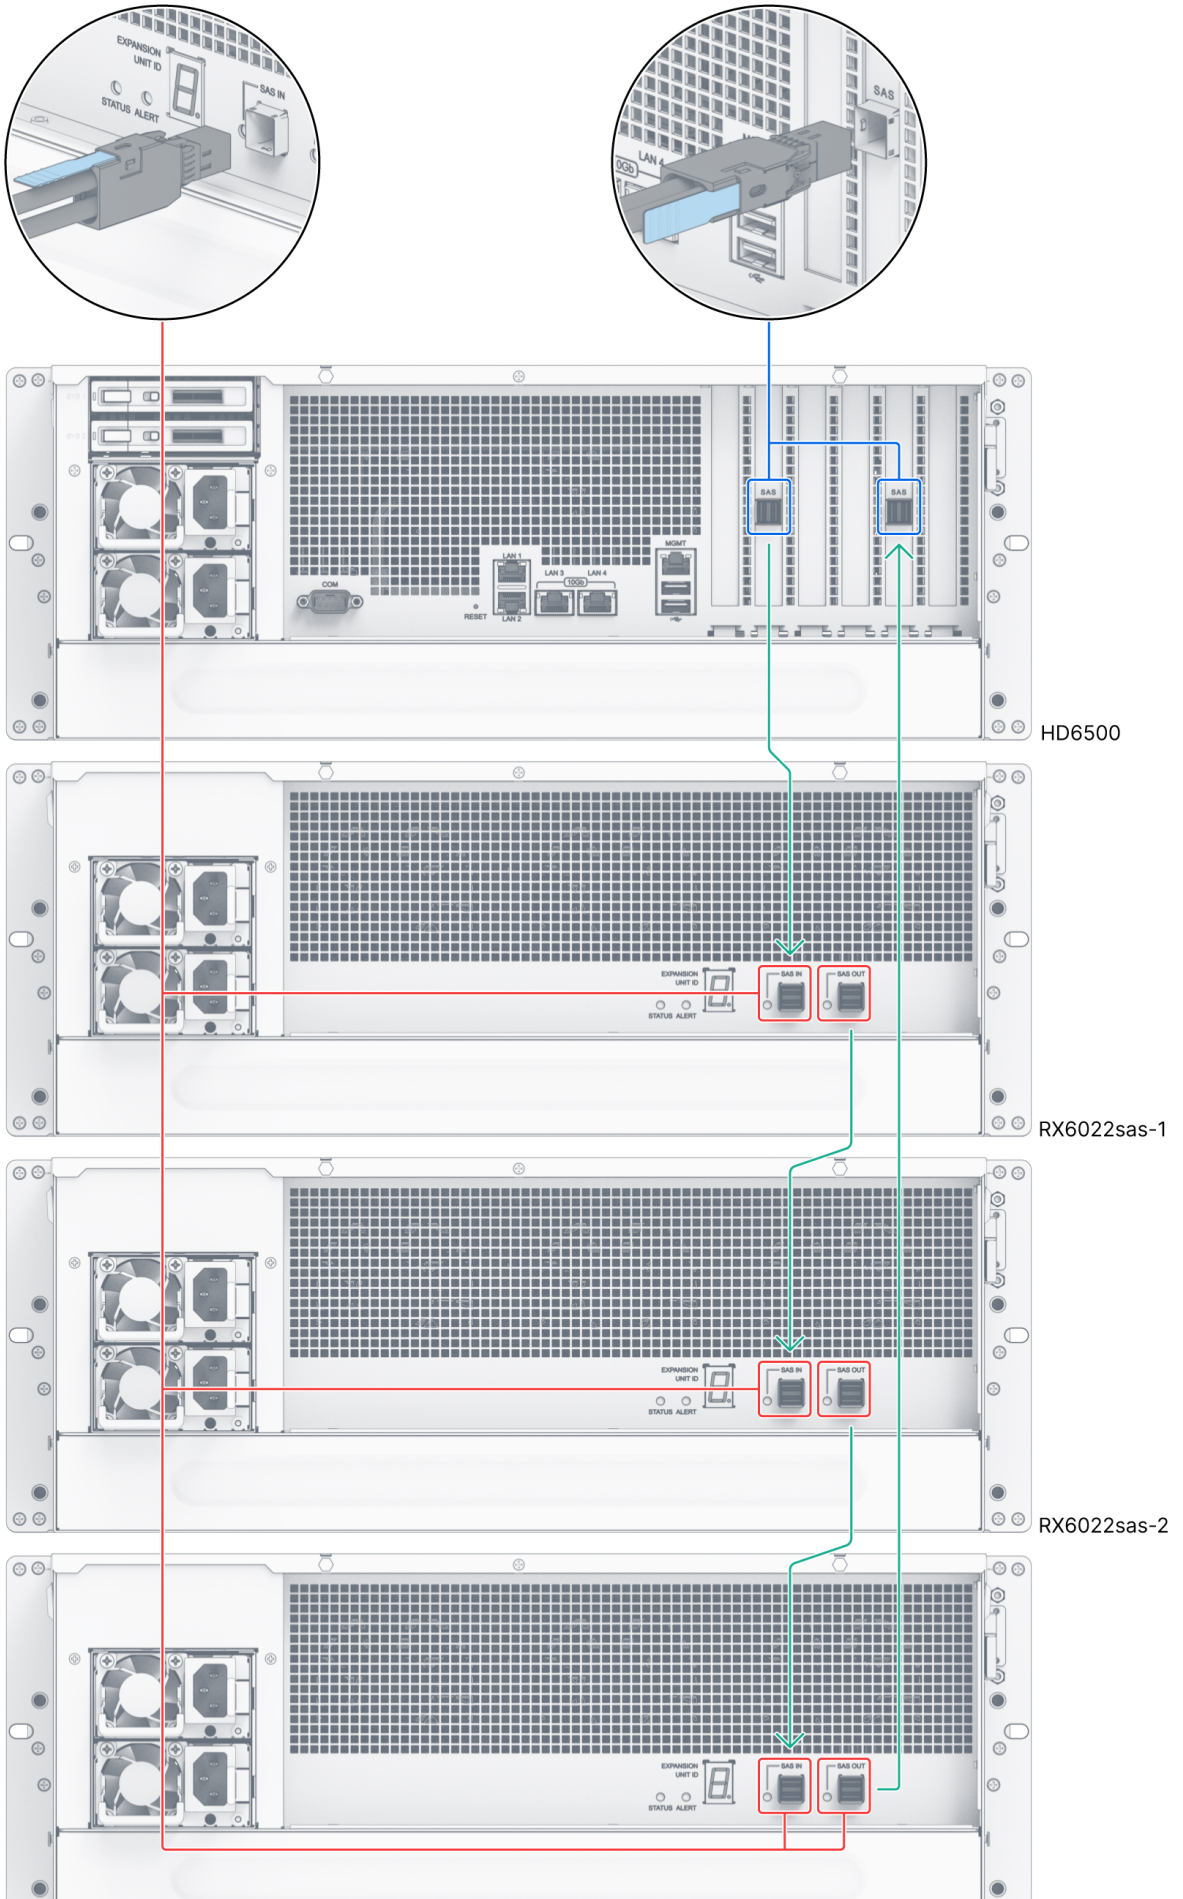 EXPANSION
UNIT ID
STATUS ALERT
SAS IN
SAS
LAN 4
0Gb
SAS
SAS
MGMT
LAN 1
LAN 3
LAN 4
10Gb
COM
RESET
LAN 2
HD6500
EXPANSION
UNIT ID
SAS IN
SAS OUT
STATUS ALERT
RX6022sas-1
EXPANSION
UNIT ID
SAS IN
SAS OUT
STATUS ALERT
RX6022sas-2
EXPANSION
UNIT ID
SAS IN
SAS OUT
STATUS ALERT